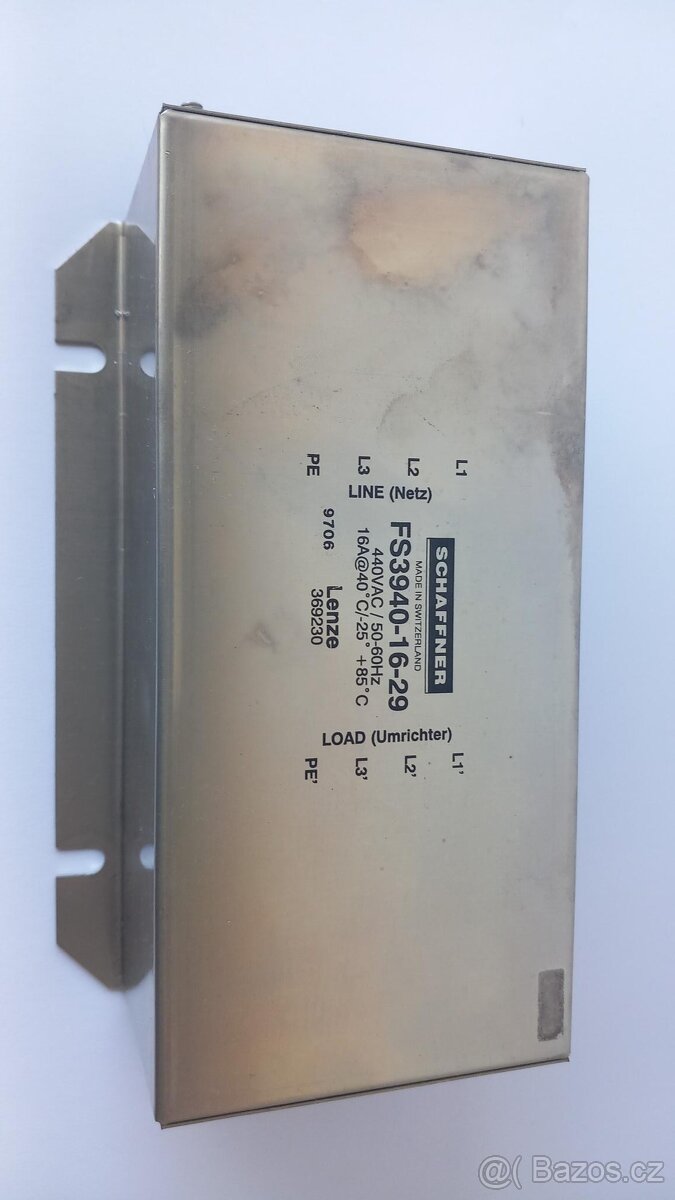 SCHAFFNER
MADE IN SWITZERLAND
FS3940-16-29
440VAC / 50-60Hz
16A@40°C/-25° +85°C
Lenze
369230
9706
LINE (Netz)
L1
L2
L3
PE
LOAD (Umrichter)
L1'
L2'
L3'
PE'
@( Bazos.cz